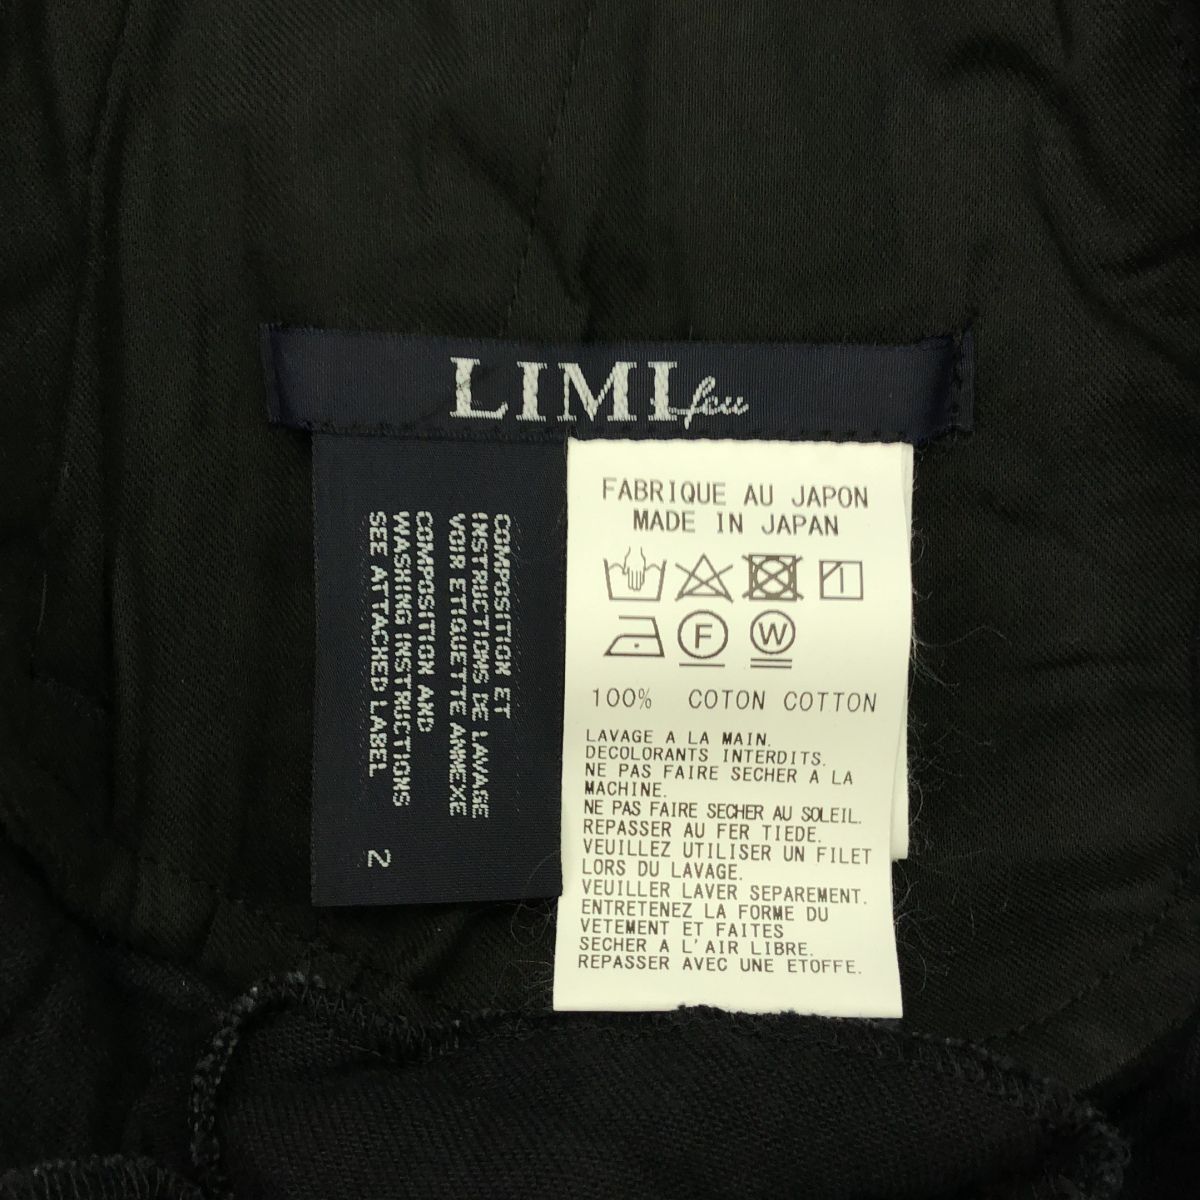 LIMI feu
COMPOSITION ET
INSTRUCTIONS DE LAVAGE
VOIR ETIQUETTE ANNEXE
COMPOSITION AND
WASHING INSTRUCTIONS
SEE ATTACHED LABEL
2
FABRIQUE AU JAPON
MADE IN JAPAN
1
F
W
100% COTON COTTON
LAVAGE A LA MAIN.
DECOLORANTS INTERDITS.
NE PAS FAIRE SECHER A LA
MACHINE.
NE PAS FAIRE SECHER AU SOLEIL.
REPASSER AU FER TIEDE.
VEUILLEZ UTILISER UN FILET
LORS DU LAVAGE.
VEUILLER LAVER SEPAREMENT.
ENTRETENEZ LA FORME DU
VETEMENT ET FAITES
SECHER A L'AIR LIBRE.
REPASSER AVEC UNE ETOFFE.